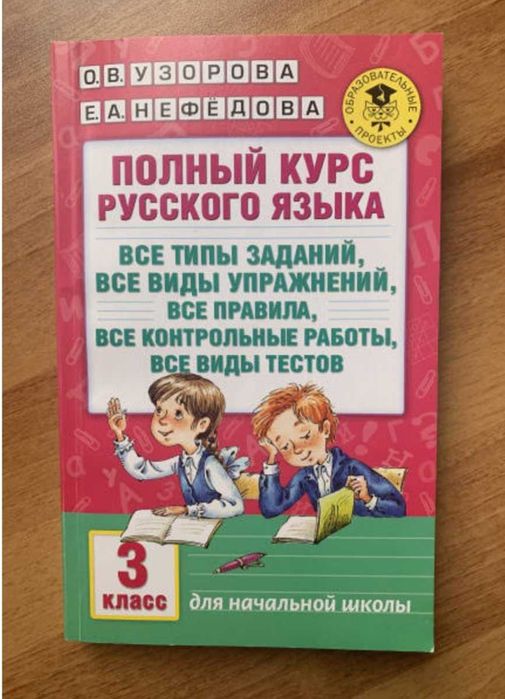 О.В. УЗОРОВА
Е.А. НЕФЁДОВА
ОБРАЗОВАТЕЛЬНЫЕ
ПРОЕКТЫ
ПОЛНЫЙ КУРС
РУССКОГО ЯЗЫКА
ВСЕ ТИПЫ ЗАДАНИЙ,
ВСЕ ВИДЫ УПРАЖНЕНИЙ,
ВСЕ ПРАВИЛА,
ВСЕ КОНТРОЛЬНЫЕ РАБОТЫ,
ВСЕ ВИДЫ ТЕСТОВ
3
КЛАСС
для начальной школы